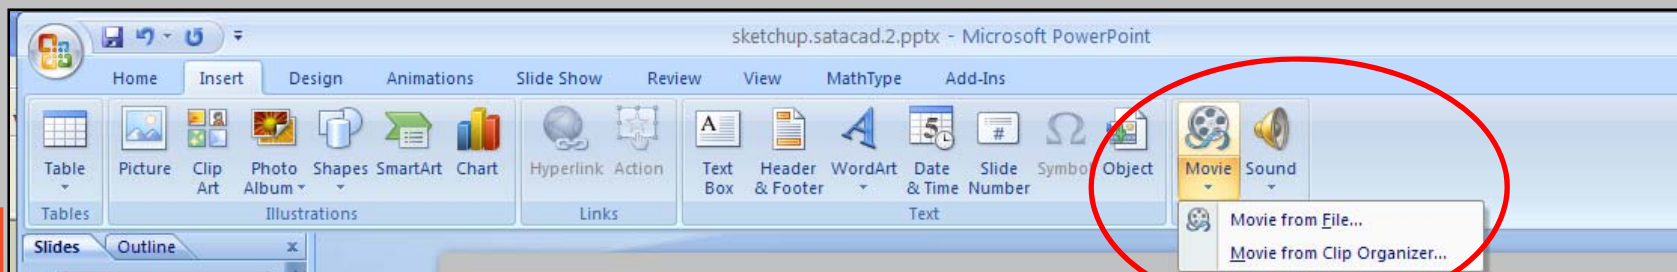 sketchup.satacad.2.pptx - Microsoft PowerPoint
Home Insert Design Animations Slide Show Review View MathType Add-Ins
A 5 #  Ω
Table Picture Clip Art Photo Album Shapes SmartArt Chart Hyperlink Action Text Box Header & Footer WordArt Date & Time Slide Number Symbol Object Movie Sound
Tables Illustrations Links Text
Movie from File...
Movie from Clip Organizer...
Slides Outline x